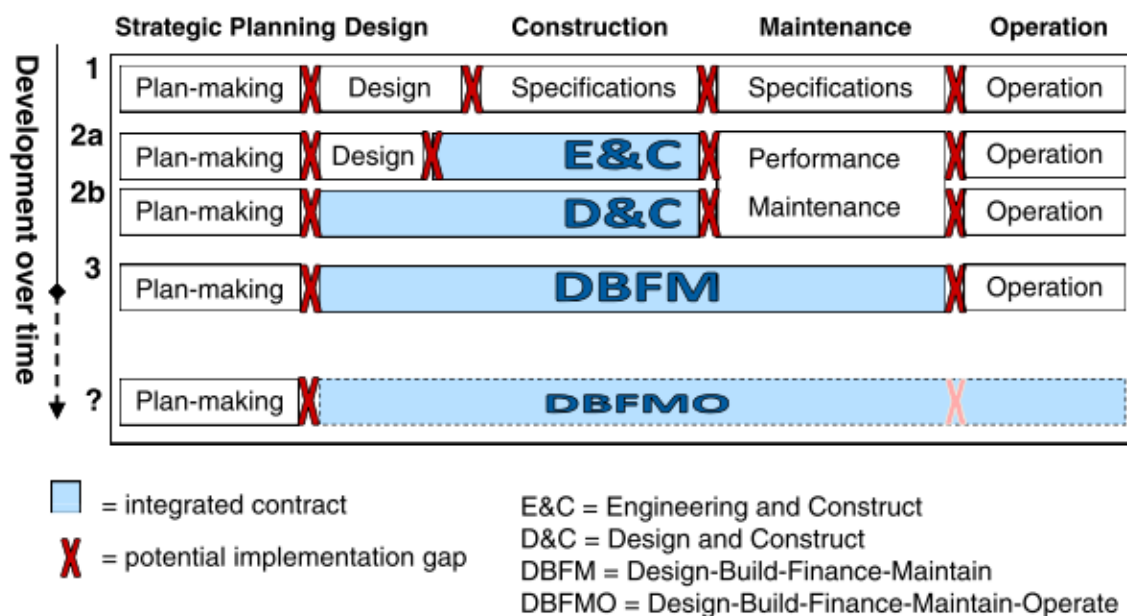 Strategic Planning Design Construction Maintenance Operation
Development over time
1 Plan-making Design Specifications Specifications Operation
2a Plan-making Design E&C Performance Operation
2b Plan-making D&C Maintenance Operation
3 Plan-making DBFM Operation
? Plan-making DBFMO
= integrated contract
= potential implementation gap
E&C = Engineering and Construct
D&C = Design and Construct
DBFM = Design-Build-Finance-Maintain
DBFMO = Design-Build-Finance-Maintain-Operate